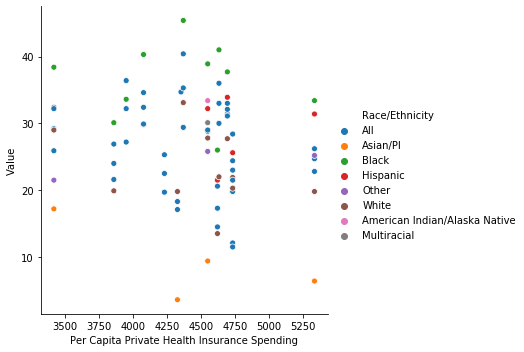 40
30
20
10
Value
3500 3750 4000 4250 4500 4750 5000 5250
Per Capita Private Health Insurance Spending
Race/Ethnicity
All
Asian/PI
Black
Hispanic
Other
White
American Indian/Alaska Native
Multiracial